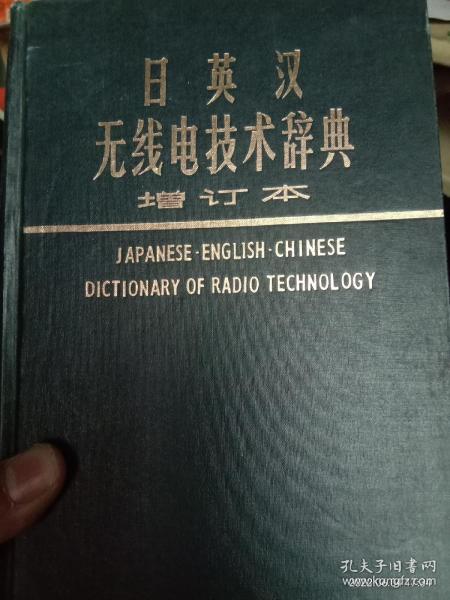 日英汉
无线电技术辞典
增订本
JAPANESE-ENGLISH-CHINESE
DICTIONARY OF RADIO TECHNOLOGY
孔夫子旧书网